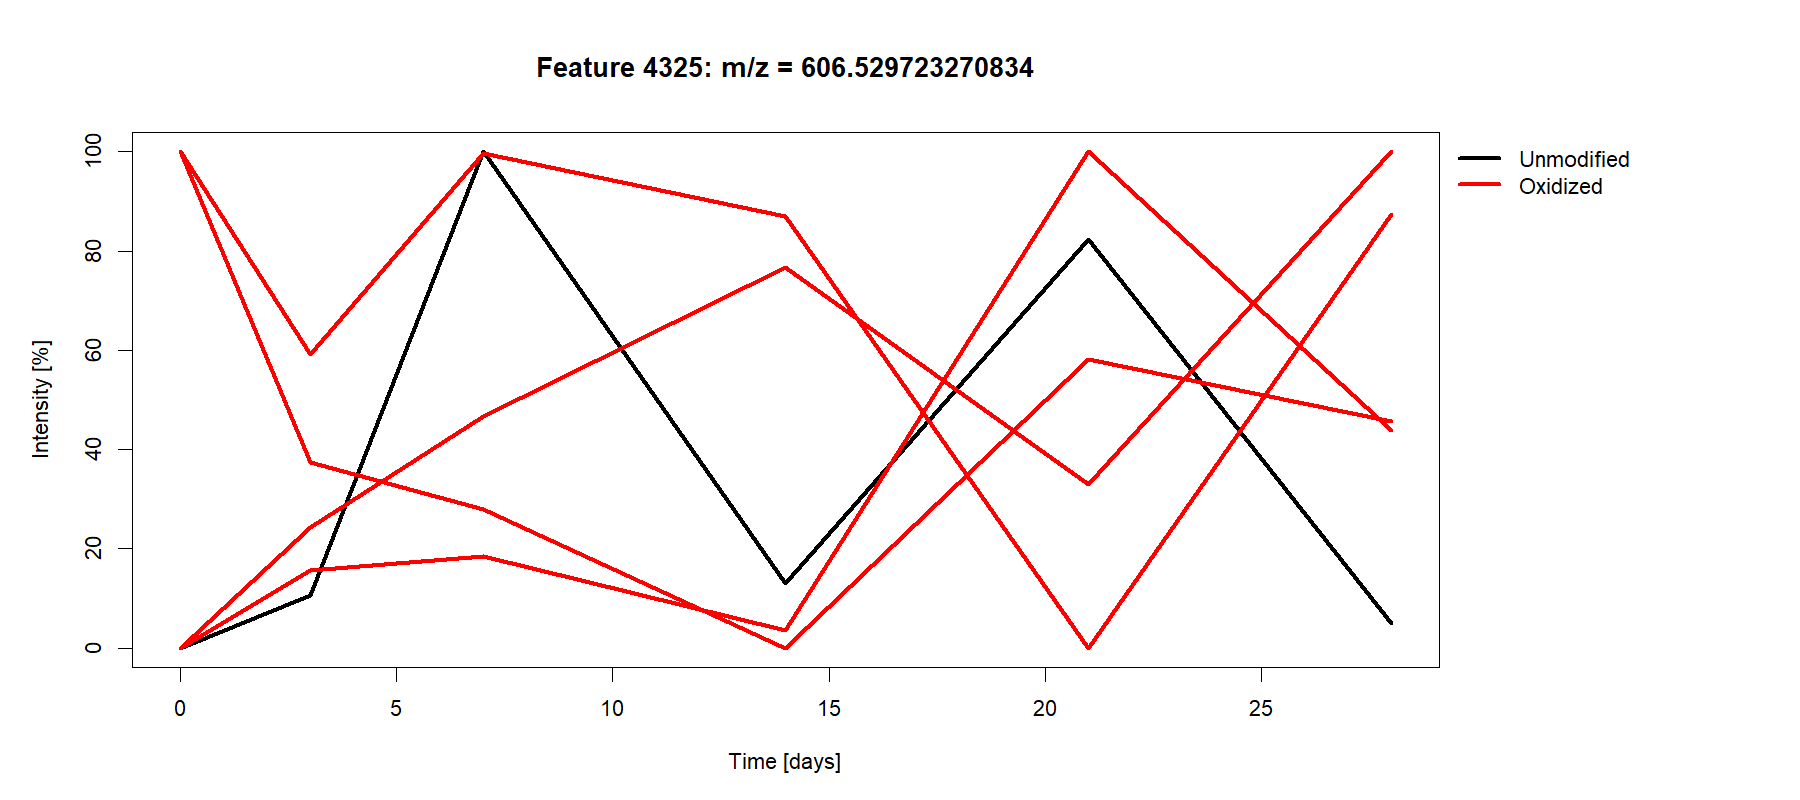 Feature 4325: m/z = 606.529723270834
Unmodified
Oxidized
Intensity [%]
100
80
60
40
20
0
0 5 10 15 20 25
Time [days]